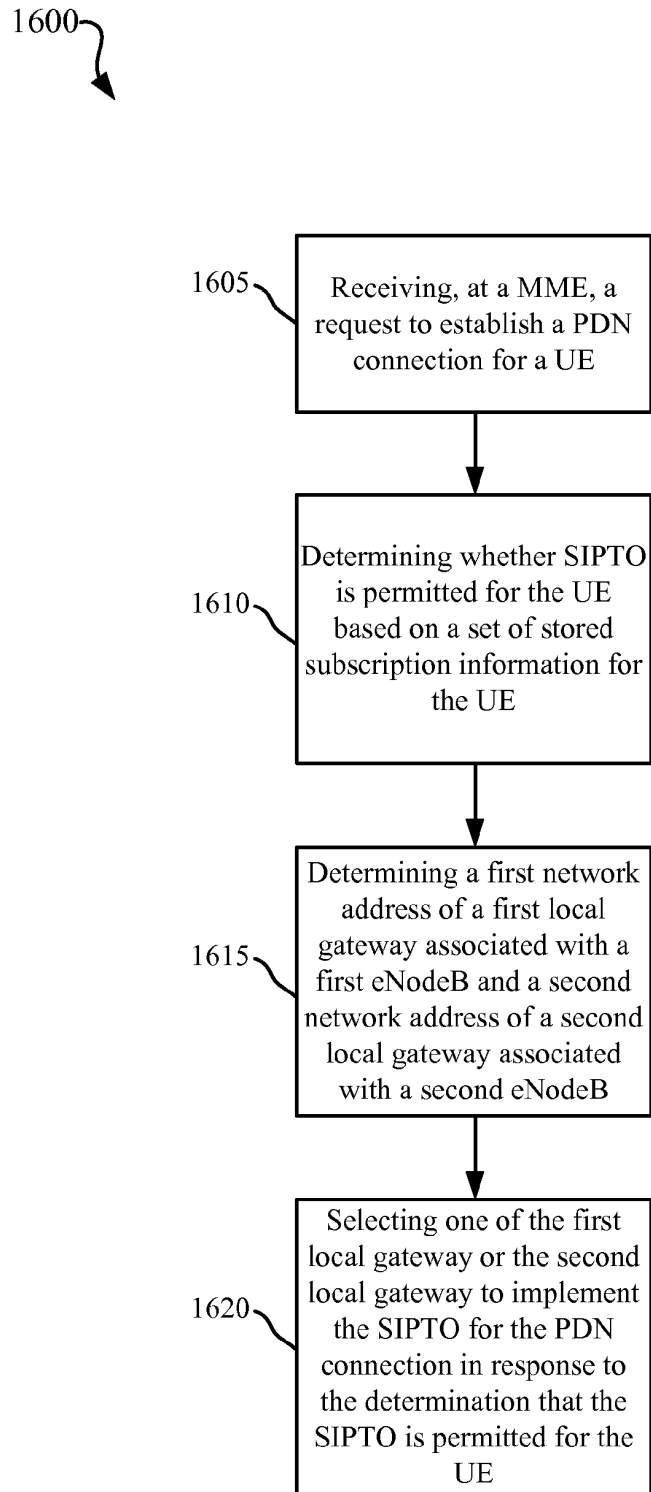 1600
1605
Receiving, at a MME, a
request to establish a PDN
connection for a UE
1610
Determining whether SIPTO
is permitted for the UE
based on a set of stored
subscription information for
the UE
1615
Determining a first network
address of a first local
gateway associated with a
first eNodeB and a second
network address of a second
local gateway associated
with a second eNodeB
1620
Selecting one of the first
local gateway or the second
local gateway to implement
the SIPTO for the PDN
connection in response to
the determination that the
SIPTO is permitted for the
UE